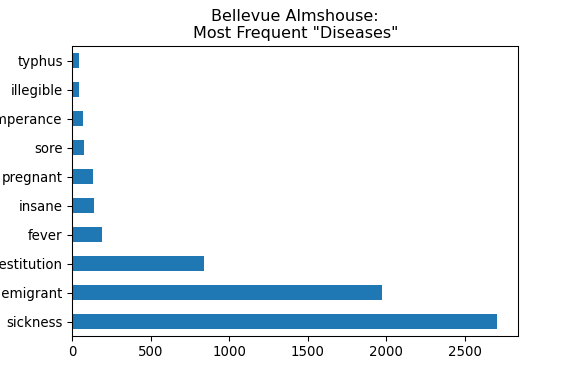 Bellevue Almshouse:
Most Frequent "Diseases"
typhus
illegible
mperance
sore
pregnant
insane
fever
estitution
emigrant
sickness
0 500 1000 1500 2000 2500